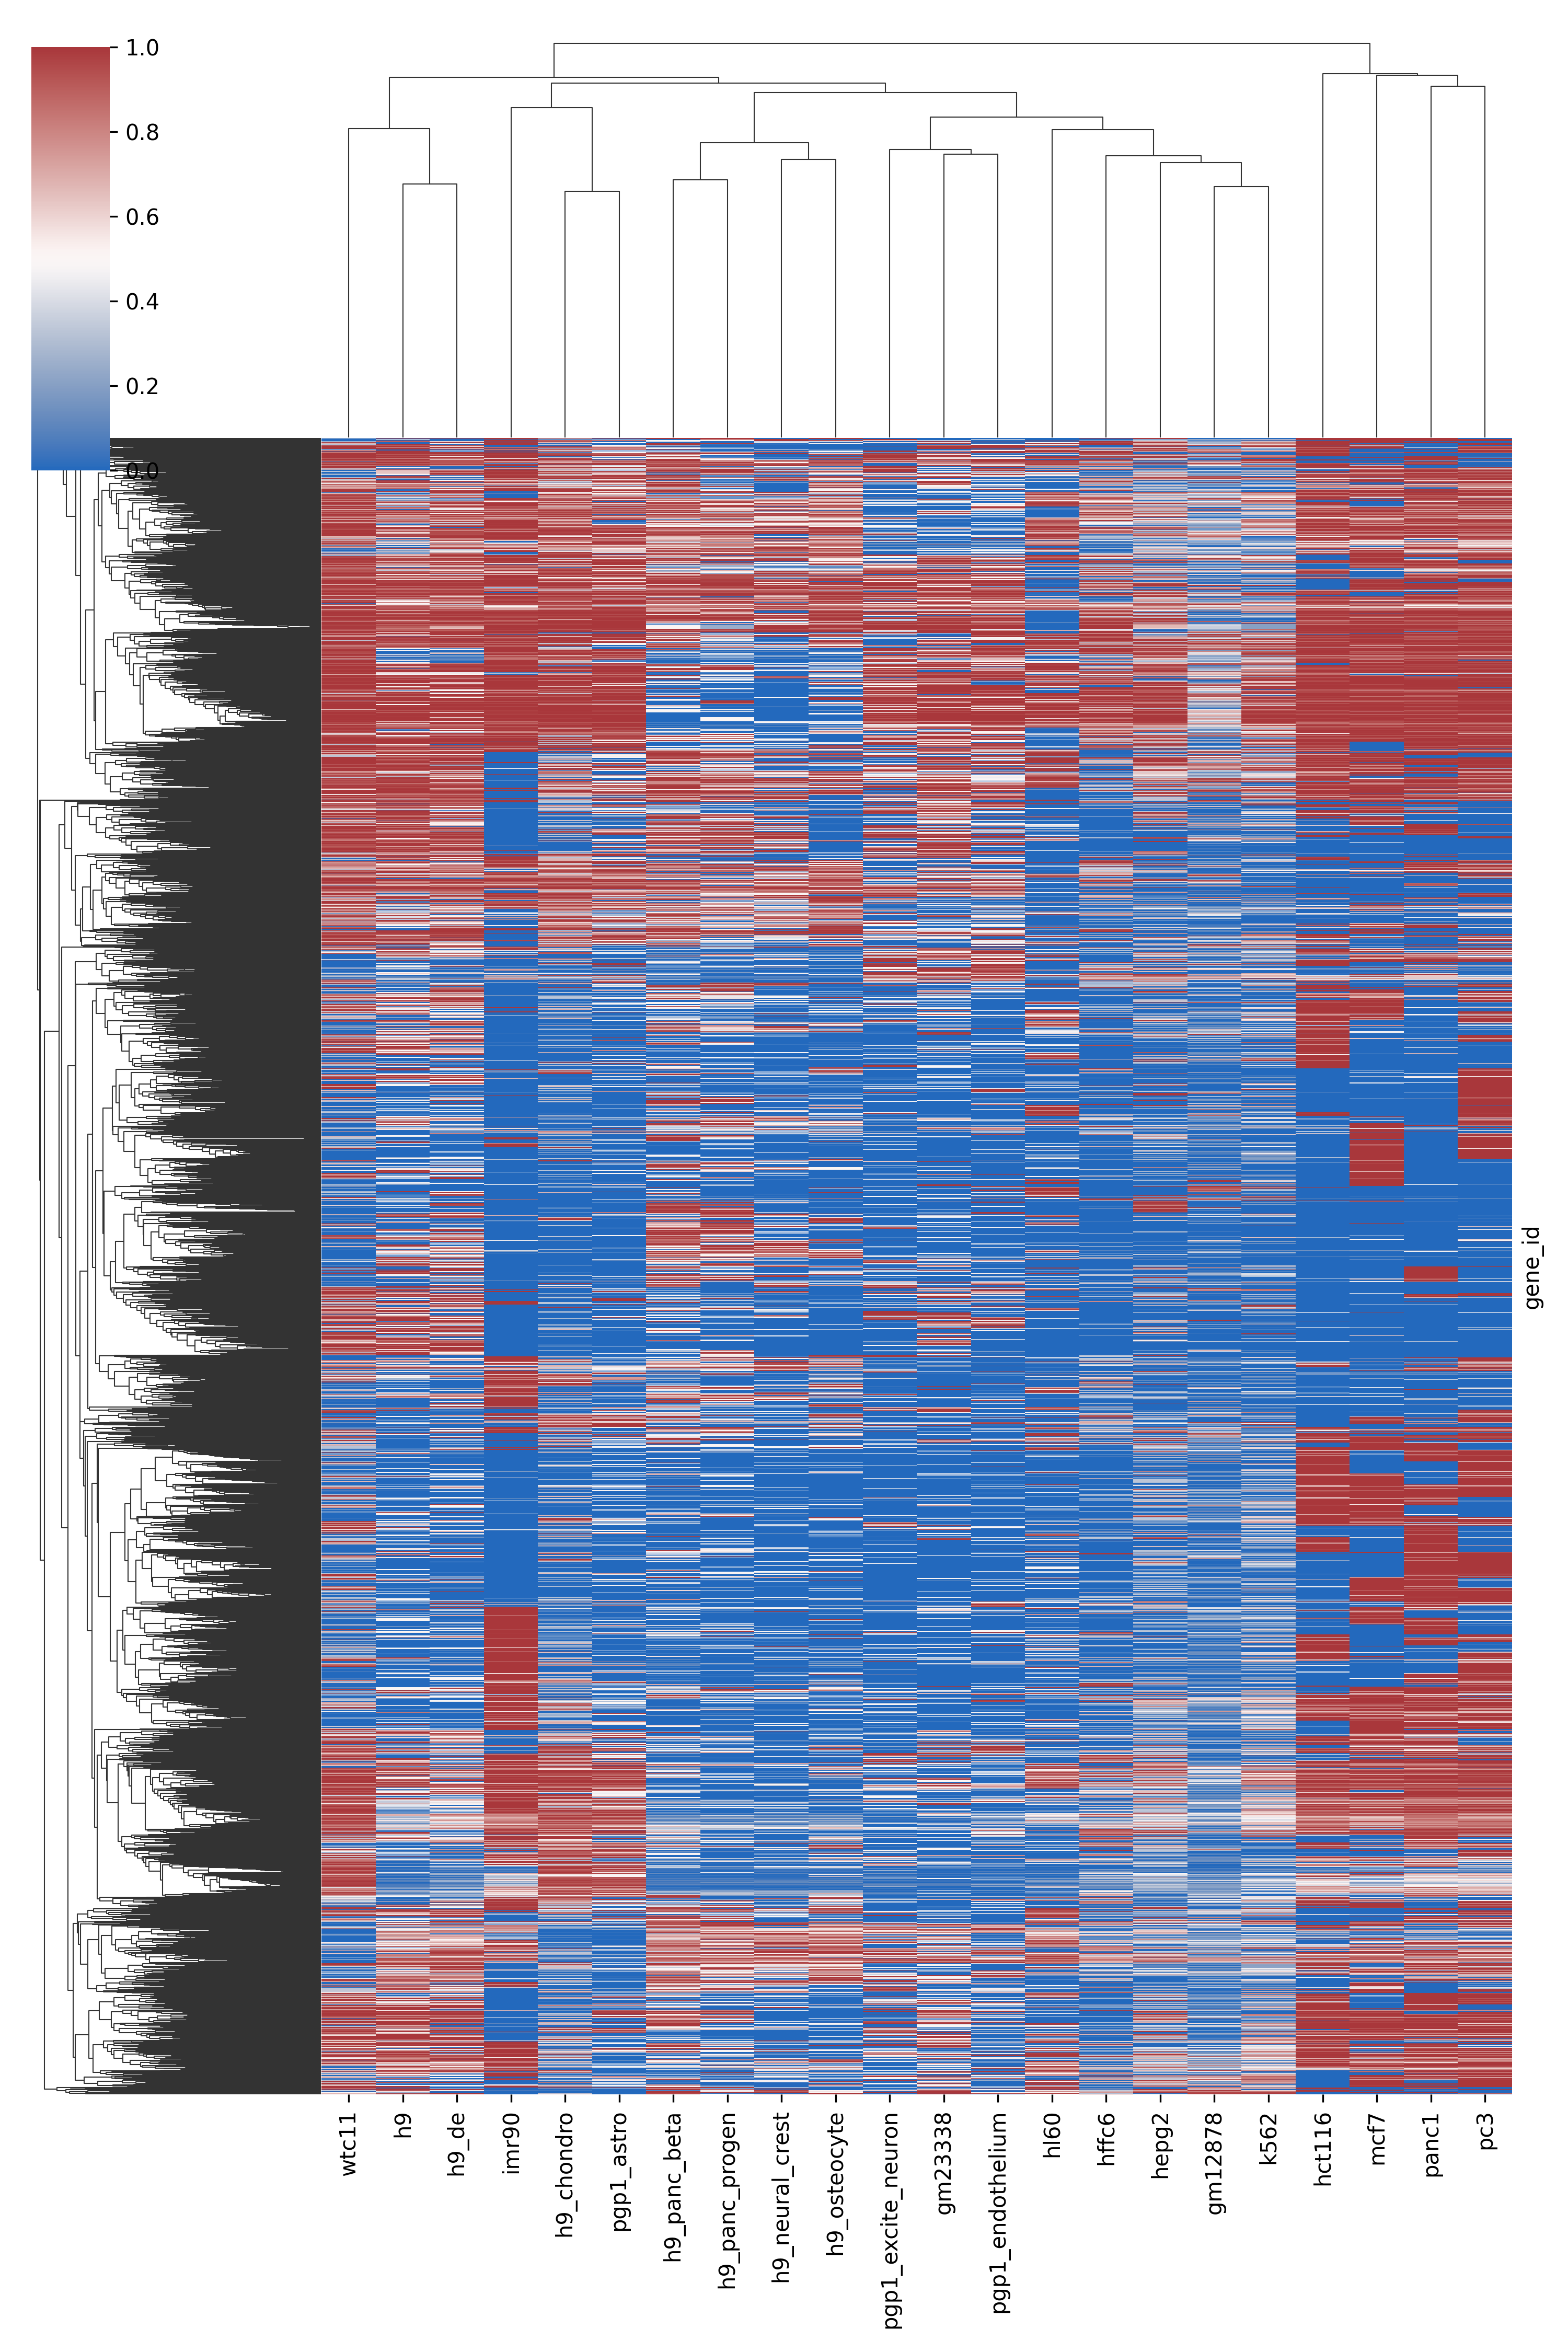 1.0
0.8
0.6
0.4
0.2
0.0
gene_id
wtc11
h9
h9_de
imr90
h9_chondro
pgp1_astro
h9_panc_beta
h9_panc_progen
h9_neural_crest
h9_osteocyte
pgp1_excite_neuron
gm23338
pgp1_endothelium
hl60
hffc6
hepg2
gm12878
k562
hct116
mcf7
panc1
pc3